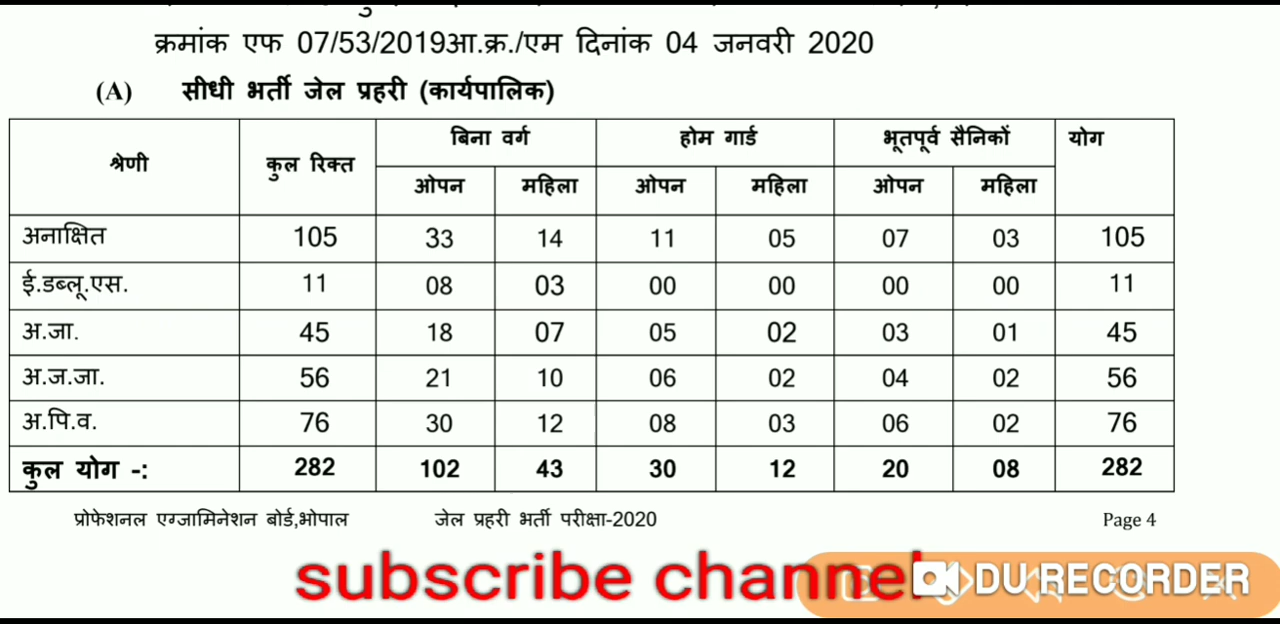 क्रमांक एफ 07/53/2019आ.क्र./एम दिनांक 04 जनवरी 2020
(A) सीधी भर्ती जेल प्रहरी (कार्यपालिक)
श्रेणी कुल रिक्त बिना वर्ग होम गार्ड भूतपूर्व सैनिकों योग
ओपन महिला ओपन महिला ओपन महिला
अनाक्षित 105 33 14 11 05 07 03 105
ई.डब्लू.एस. 11 08 03 00 00 00 00 11
अ.जा. 45 18 07 05 02 03 01 45
अ.ज.जा. 56 21 10 06 02 04 02 56
अ.पि.व. 76 30 12 08 03 06 02 76
कुल योग -: 282 102 43 30 12 20 08 282
प्रोफेशनल एग्जामिनेशन बोर्ड,भोपाल जेल प्रहरी भर्ती परीक्षा-2020 Page 4
subscribe channel DU RECORDER